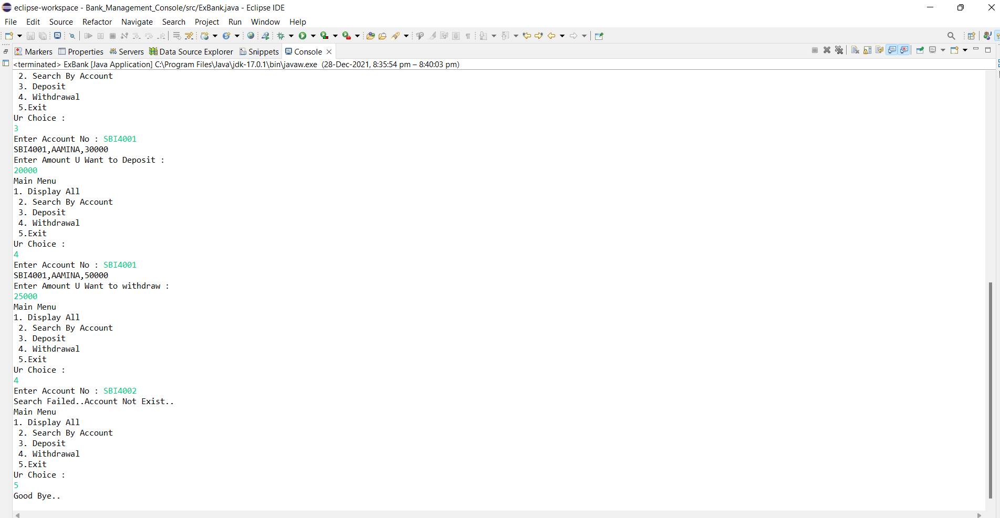 eclipse-workspace - Bank_Management_Console/src/ExBank.java - Eclipse IDE
File Edit Source Refactor Navigate Search Project Run Window Help
Markers Properties Servers Data Source Explorer Snippets Console
<terminated> ExBank [Java Application] C:\Program Files\Java\jdk-17.0.1\bin\javaw.exe (28-Dec-2021, 8:35:54 pm – 8:40:03 pm)
2. Search By Account
3. Deposit
4. Withdrawal
5.Exit
Ur Choice :
3
Enter Account No : SBI4001
SBI4001,AAMINA,30000
Enter Amount U Want to Deposit :
20000
Main Menu
1. Display All
2. Search By Account
3. Deposit
4. Withdrawal
5.Exit
Ur Choice :
4
Enter Account No : SBI4001
SBI4001,AAMINA,50000
Enter Amount U Want to withdraw :
25000
Main Menu
1. Display All
2. Search By Account
3. Deposit
4. Withdrawal
5.Exit
Ur Choice :
4
Enter Account No : SBI4002
Search Failed..Account Not Exist..
Main Menu
1. Display All
2. Search By Account
3. Deposit
4. Withdrawal
5.Exit
Ur Choice :
5
Good Bye..